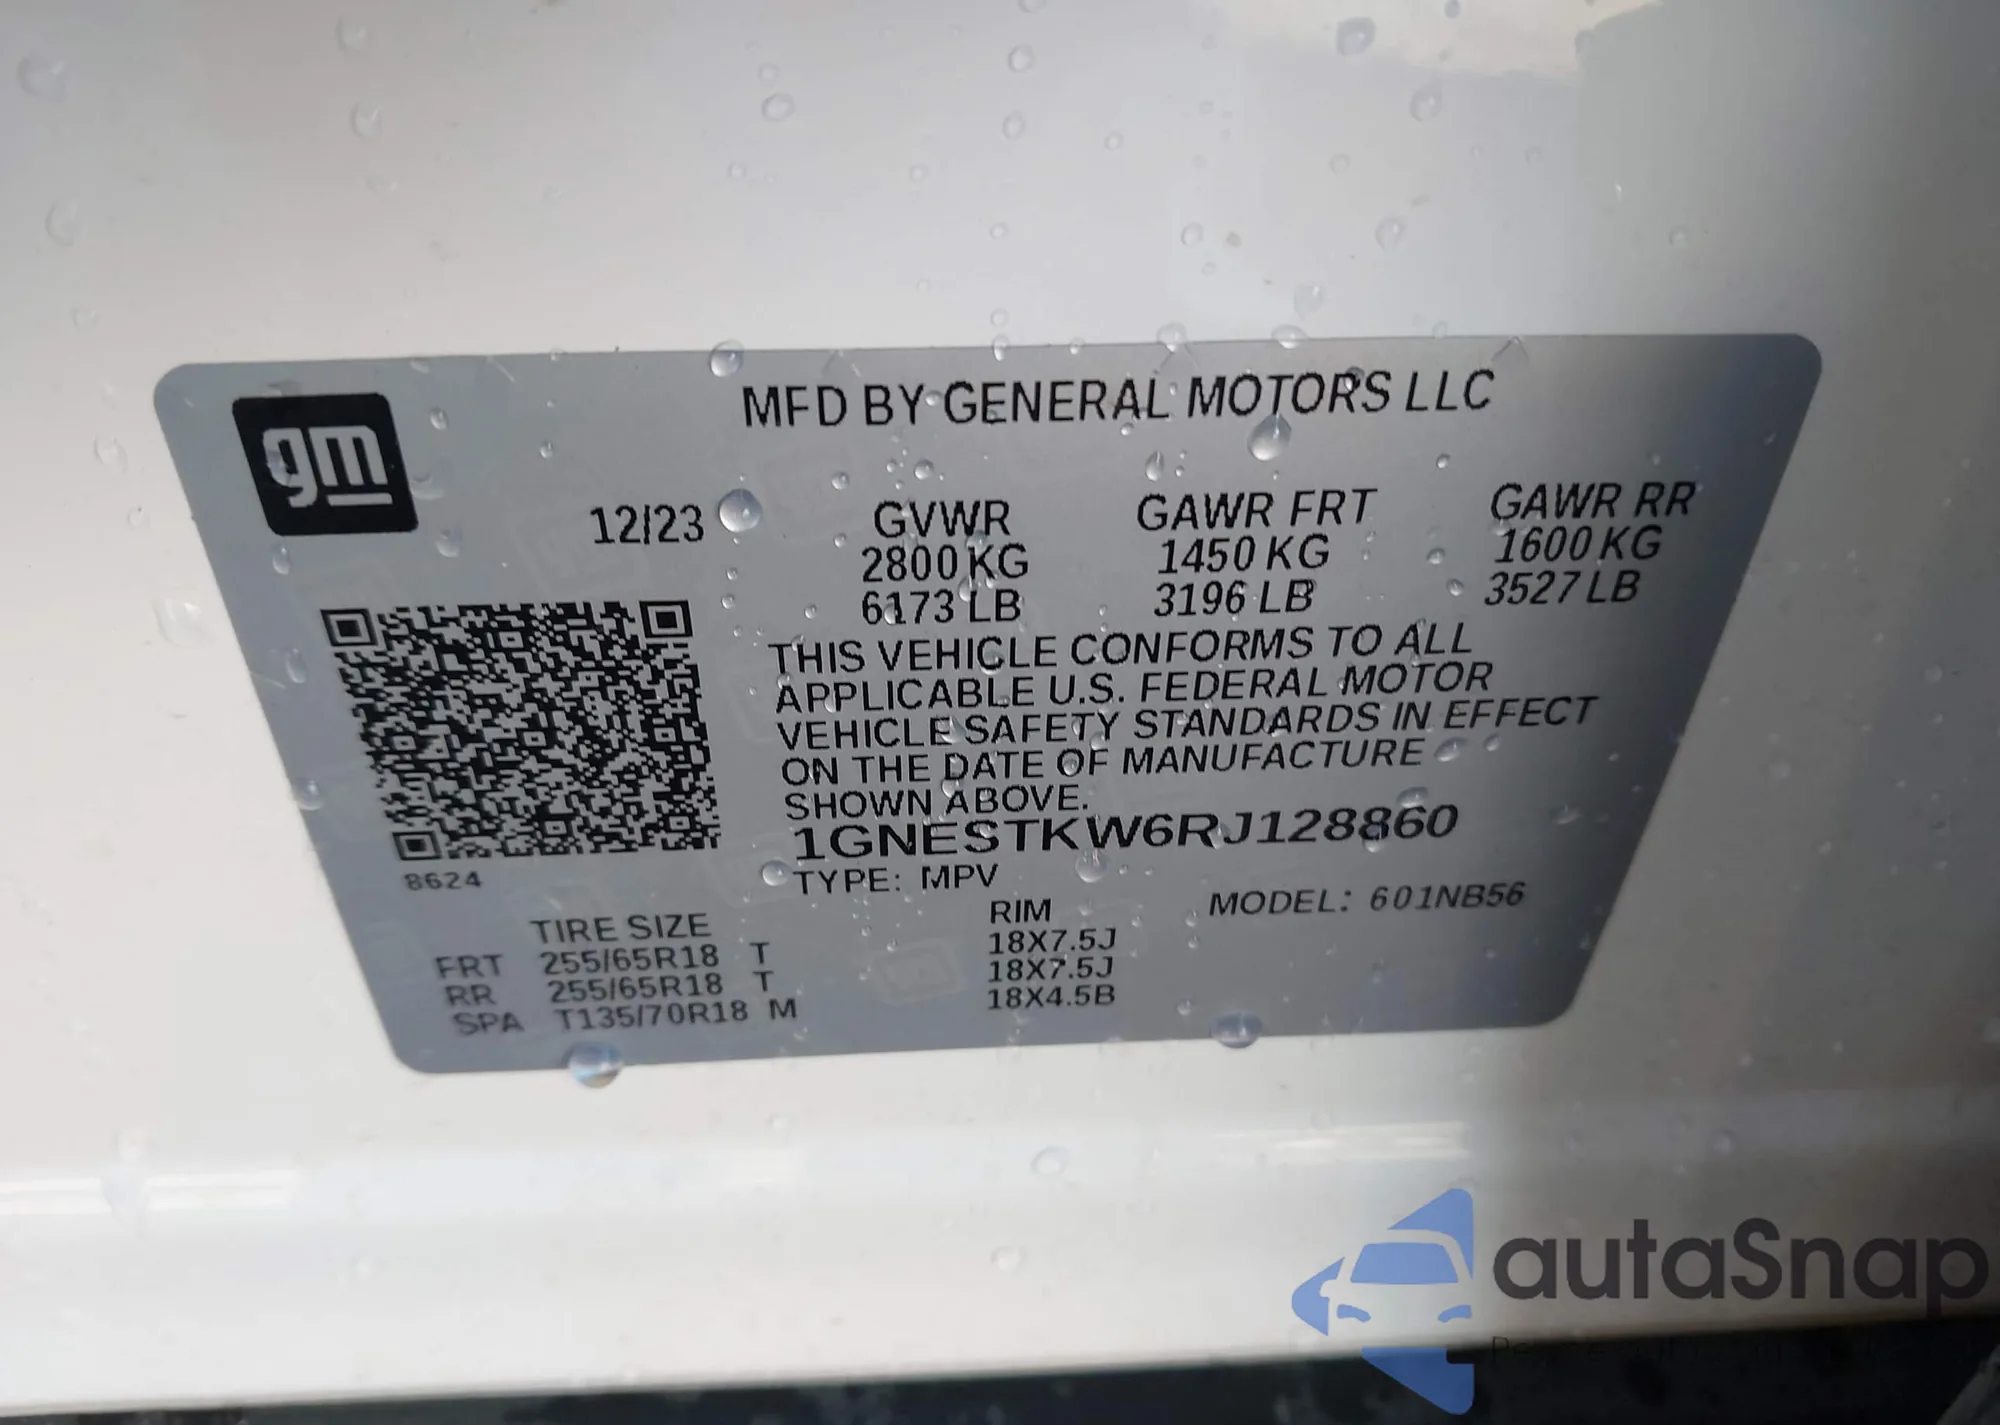 gm
MFD BY GENERAL MOTORS LLC
12/23 GVWR GAWR FRT GAWR RR
2800 KG 1450 KG 1600 KG
6173 LB 3196 LB 3527 LB
THIS VEHICLE CONFORMS TO ALL
APPLICABLE U.S. FEDERAL MOTOR
VEHICLE SAFETY STANDARDS IN EFFECT
ON THE DATE OF MANUFACTURE
SHOWN ABOVE.
1GNESTKW6RJ128860
8624 TYPE: MPV MODEL: 601NB56
TIRE SIZE RIM
FRT 255/65R18 T 18X7.5J
RR 255/65R18 T 18X7.5J
SPA T135/70R18 M 18X4.5B
autaSnap